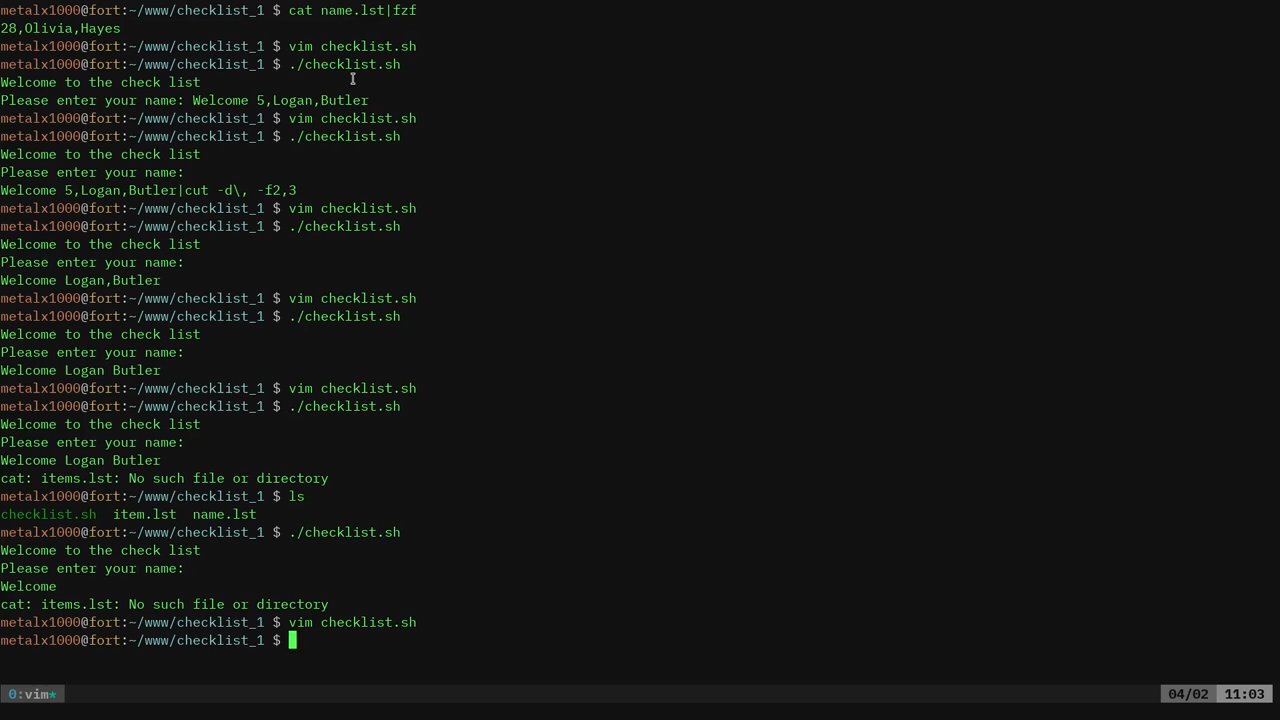 metalx1000@fort:~/www/checklist_1 $ cat name.lst|fzf
28,Olivia,Hayes
metalx1000@fort:~/www/checklist_1 $ vim checklist.sh
metalx1000@fort:~/www/checklist_1 $ ./checklist.sh
Welcome to the check list
Please enter your name: Welcome 5,Logan,Butler
metalx1000@fort:~/www/checklist_1 $ vim checklist.sh
metalx1000@fort:~/www/checklist_1 $ ./checklist.sh
Welcome to the check list
Please enter your name:
Welcome 5,Logan,Butler|cut -d\, -f2,3
metalx1000@fort:~/www/checklist_1 $ vim checklist.sh
metalx1000@fort:~/www/checklist_1 $ ./checklist.sh
Welcome to the check list
Please enter your name:
Welcome Logan,Butler
metalx1000@fort:~/www/checklist_1 $ vim checklist.sh
metalx1000@fort:~/www/checklist_1 $ ./checklist.sh
Welcome to the check list
Please enter your name:
Welcome Logan Butler
metalx1000@fort:~/www/checklist_1 $ vim checklist.sh
metalx1000@fort:~/www/checklist_1 $ ./checklist.sh
Welcome to the check list
Please enter your name:
Welcome Logan Butler
cat: items.lst: No such file or directory
metalx1000@fort:~/www/checklist_1 $ ls
checklist.sh  item.lst  name.lst
metalx1000@fort:~/www/checklist_1 $ ./checklist.sh
Welcome to the check list
Please enter your name:
Welcome
cat: items.lst: No such file or directory
metalx1000@fort:~/www/checklist_1 $ vim checklist.sh
metalx1000@fort:~/www/checklist_1 $
0:vim* 04/02 11:03